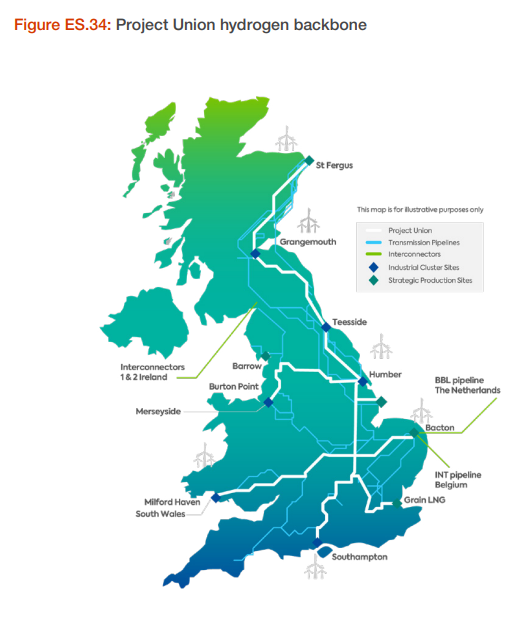 Figure ES.34: Project Union hydrogen backbone
St Fergus
This map is for illustrative purposes only
Project Union
Transmission Pipelines
Interconnectors
Industrial Cluster Sites
Strategic Production Sites
Grangemouth
Teesside
Interconnectors
1 & 2 Ireland
Barrow
Humber
Burton Point
BBL pipeline
The Netherlands
Merseyside
Bacton
INT pipeline
Belgium
Milford Haven
South Wales
Grain LNG
Southampton